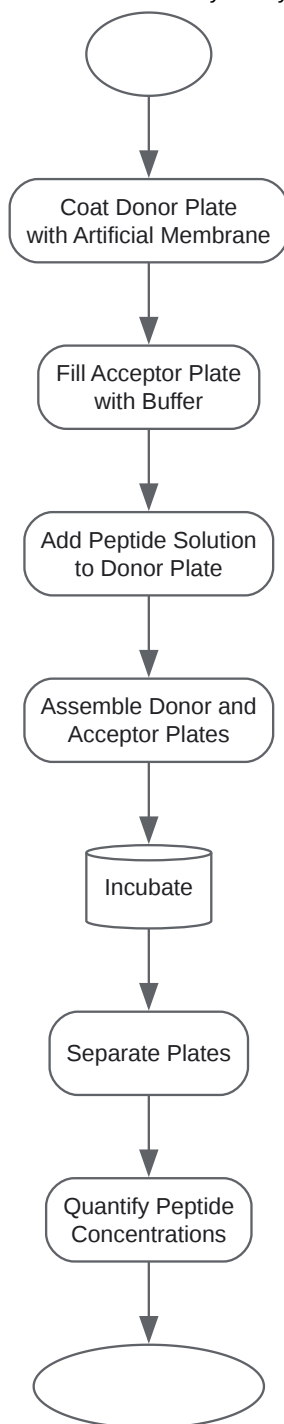 Coat Donor Plate
with Artificial Membrane
Fill Acceptor Plate
with Buffer
Add Peptide Solution
to Donor Plate
Assemble Donor and
Acceptor Plates
Incubate
Separate Plates
Quantify Peptide
Concentrations